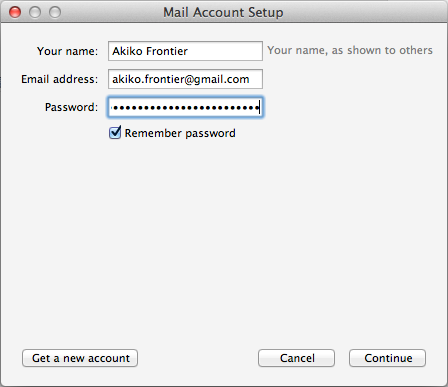 Mail Account Setup
Your name: Akiko Frontier Your name, as shown to others
Email address: akiko.frontier@gmail.com
Password: ••••••••••••••••••••••••
Remember password
Get a new account Cancel Continue